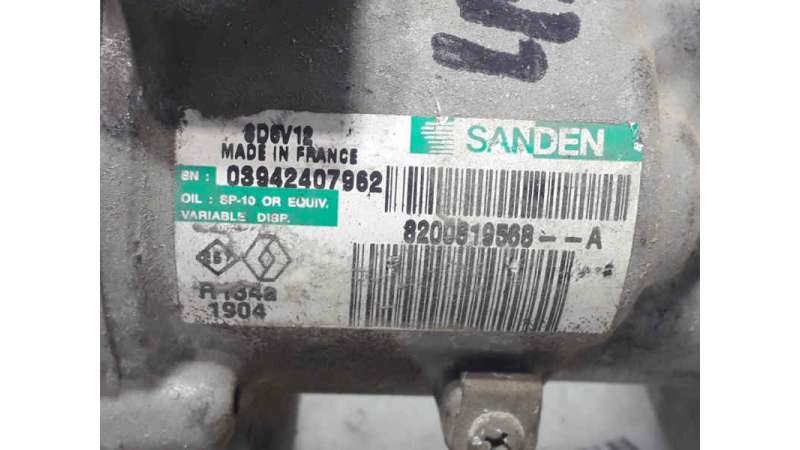 SD6V12
MADE IN FRANCE
SANDEN
SN : 03942407962
OIL : SP-10 OR EQUIV.
VARIABLE DISP.
8200819568--A
R134a
1904